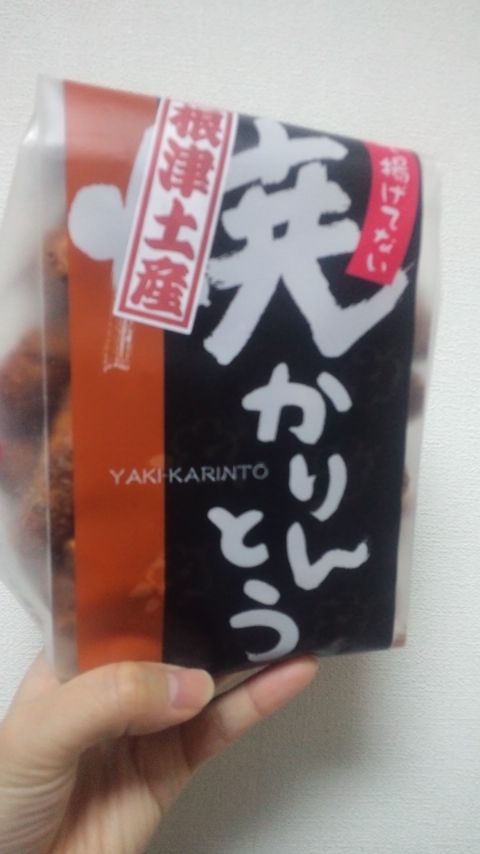 揚げてない
焼
かりん
とう
根津土産
YAKI-KARINTO